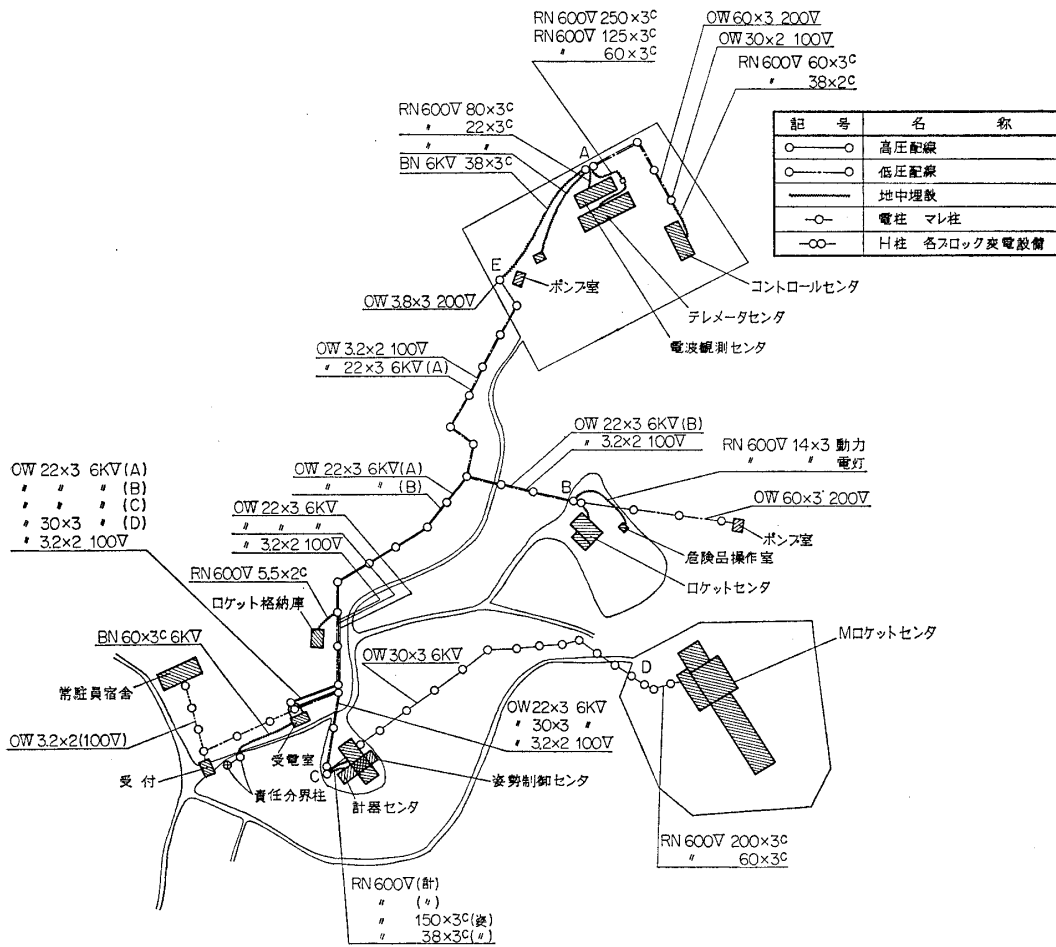 RN 600V 250×3C
RN 600V 125×3C
〃 60×3C
OW 60×3 200V
OW 30×2 100V
RN 600V 60×3C
〃 38×2C
RN 600V 80×3C
〃 22×3C
〃 〃
BN 6KV 38×3C
記 号 名 称
高圧配線
低圧配線
地中埋設
電柱 マレ柱
H柱 各ブロック変電設備
A
E
ポンプ室
コントロールセンタ
テレメータセンタ
電波観測センタ
OW 3.8×3 200V
OW 3.2×2 100V
〃 22×3 6KV (A)
OW 22×3 6KV (B)
〃 3.2×2 100V
RN 600V 14×3 動力
〃 〃 電灯
OW 22×3 6KV (A)
〃 〃 (B)
B
OW 60×3 200V
OW 22×3 6KV (A)
〃 〃 〃 (B)
〃 〃 〃 (C)
〃 30×3 〃 (D)
〃 3.2×2 100V
OW 22×3 6KV
〃 〃 〃
〃 3.2×2 100V
ポンプ室
危険品操作室
ロケットセンタ
RN 600V 5.5×2C
ロケット格納庫
BN 60×3C 6KV
OW 30×3 6KV
Mロケットセンタ
D
常駐員宿舎
OW 3.2×2 (100V)
OW 22×3 6KV
〃 30×3 〃
〃 3.2×2 100V
受電室
受付
責任分界柱
C
計器センタ
姿勢制御センタ
RN 600V 200×3C
〃 60×3C
RN 600V (計)
〃 (〃)
〃 150×3C (姿)
〃 38×3C (〃)